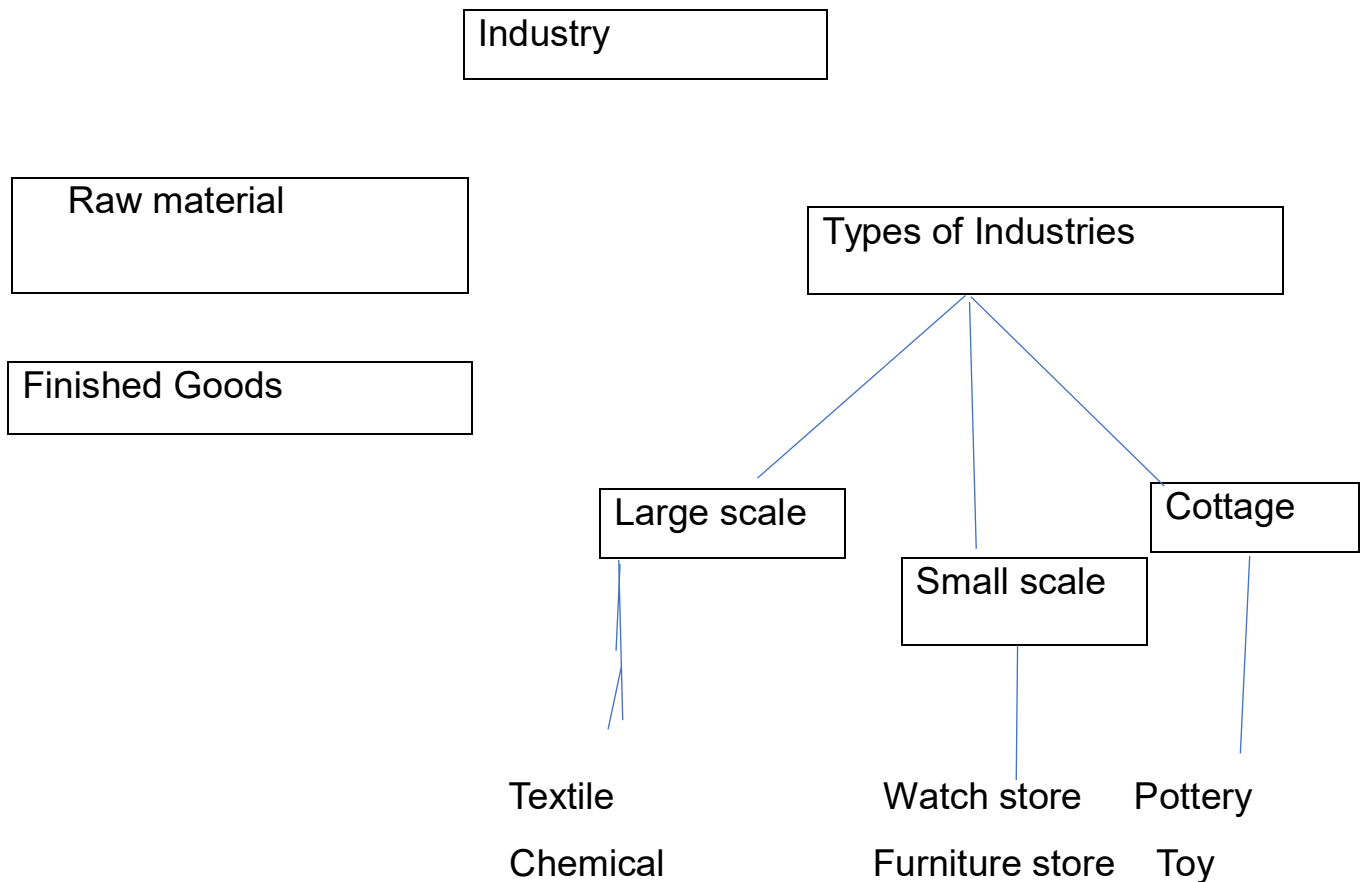 Industry
Raw material
Types of Industries
Finished Goods
Large scale
Cottage
Small scale
Textile Watch store Pottery
Chemical Furniture store Toy